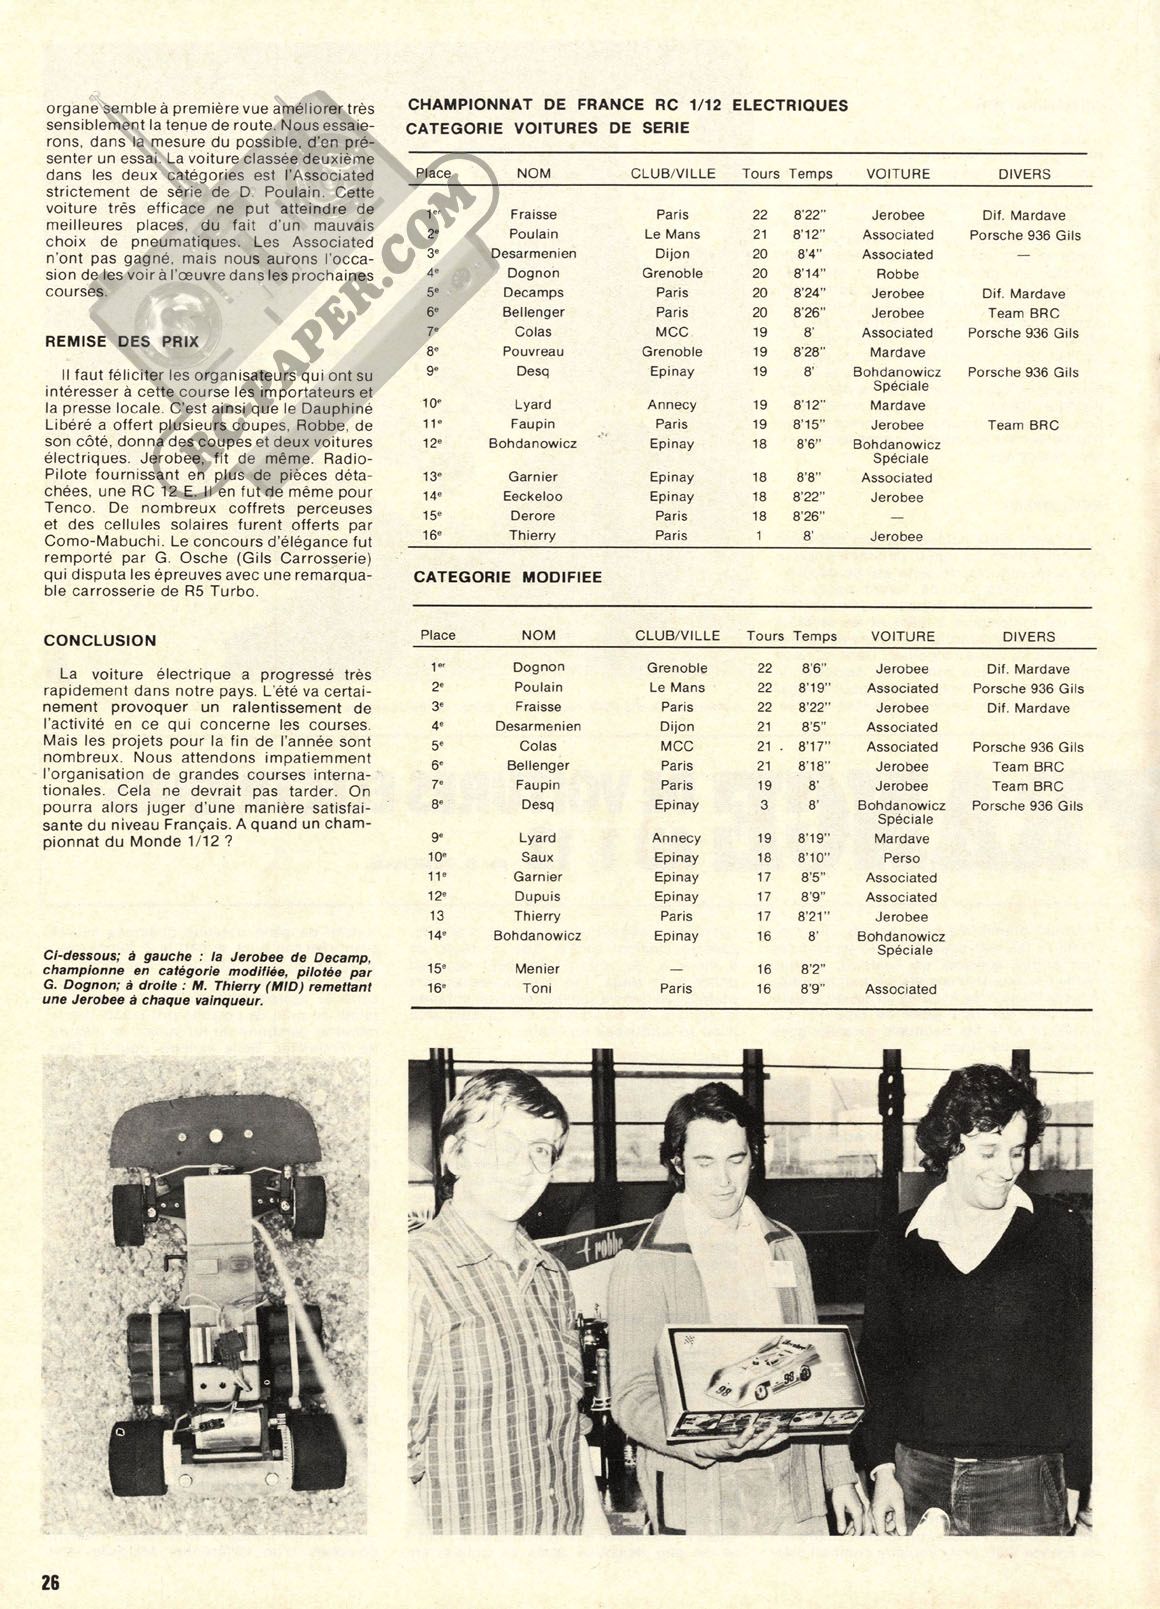 organe semble à première vue améliorer très
sensiblement la tenue de route. Nous essaie-
rons, dans la mesure du possible, d'en pré-
senter un essai. La voiture classée deuxième
dans les deux catégories est l'Associated
strictement de série de D. Poulain. Cette
voiture très efficace ne put atteindre de
meilleures places, du fait d'un mauvais
choix de pneumatiques. Les Associated
n'ont pas gagné, mais nous aurons l'occa-
sion de les voir à l'œuvre dans les prochaines
courses.
REMISE DES PRIX
Il faut féliciter les organisateurs qui ont su
intéresser à cette course les importateurs et
la presse locale. C'est ainsi que le Dauphiné
Libéré a offert plusieurs coupes, Robbe, de
son côté, donna des coupes et deux voitures
électriques. Jerobee, fit de même. Radio-
Pilote fournissant en plus de pièces déta-
chées, une RC 12 E. Il en fut de même pour
Tenco. De nombreux coffrets perceuses
et des cellules solaires furent offerts par
Como-Mabuchi. Le concours d'élégance fut
remporté par G. Osche (Gils Carrosserie)
qui disputa les épreuves avec une remarqua-
ble carrosserie de R5 Turbo.
CONCLUSION
La voiture électrique a progressé très
rapidement dans notre pays. L'été va certai-
nement provoquer un ralentissement de
l'activité en ce qui concerne les courses.
Mais les projets pour la fin de l'année sont
nombreux. Nous attendons impatiemment
l'organisation de grandes courses interna-
tionales. Cela ne devrait pas tarder. On
pourra alors juger d'une manière satisfai-
sante du niveau Français. A quand un cham-
pionnat du Monde 1/12 ?
Ci-dessous; à gauche : la Jerobee de Decamp,
championne en catégorie modifiée, pilotée par
G. Dognon; à droite : M. Thierry (MID) remettant
une Jerobee à chaque vainqueur.
CHAMPIONNAT DE FRANCE RC 1/12 ELECTRIQUES
CATEGORIE VOITURES DE SERIE
Place NOM CLUB/VILLE Tours Temps VOITURE DIVERS
1er Fraisse Paris 22 8'22" Jerobee Dif. Mardave
2e Poulain Le Mans 21 8'12" Associated Porsche 936 Gils
3e Desarmenien Dijon 20 8'4" Associated —
4e Dognon Grenoble 20 8'14" Robbe
5e Decamps Paris 20 8'24" Jerobee Dif. Mardave
6e Bellenger Paris 20 8'26" Jerobee Team BRC
7e Colas MCC 19 8' Associated Porsche 936 Gils
8e Pouvreau Grenoble 19 8'28" Mardave
9e Desq Epinay 19 8' Bohdanowicz Porsche 936 Gils
Spéciale
10e Lyard Annecy 19 8'12" Mardave
11e Faupin Paris 19 8'15" Jerobee Team BRC
12e Bohdanowicz Epinay 18 8'6" Bohdanowicz
Spéciale
13e Garnier Epinay 18 8'8" Associated
14e Eeckeloo Epinay 18 8'22" Jerobee
15e Derore Paris 18 8'26" —
16e Thierry Paris 1 8' Jerobee
CATEGORIE MODIFIEE
Place NOM CLUB/VILLE Tours Temps VOITURE DIVERS
1er Dognon Grenoble 22 8'6" Jerobee Dif. Mardave
2e Poulain Le Mans 22 8'19" Associated Porsche 936 Gils
3e Fraisse Paris 22 8'22" Jerobee Dif. Mardave
4e Desarmenien Dijon 21 8'5" Associated
5e Colas MCC 21 8'17" Associated Porsche 936 Gils
6e Bellenger Paris 21 8'18" Jerobee Team BRC
7e Faupin Paris 19 8' Jerobee Team BRC
8e Desq Epinay 3 8' Bohdanowicz Porsche 936 Gils
Spéciale
9e Lyard Annecy 19 8'19" Mardave
10e Saux Epinay 18 8'10" Perso
11e Garnier Epinay 17 8'5" Associated
12e Dupuis Epinay 17 8'9" Associated
13 Thierry Paris 17 8'21" Jerobee
14e Bohdanowicz Epinay 16 8' Bohdanowicz
Spéciale
15e Menier — 16 8'2"
16e Toni Paris 16 8'9" Associated
robbe
98
98
26
RC-PAPER.COM